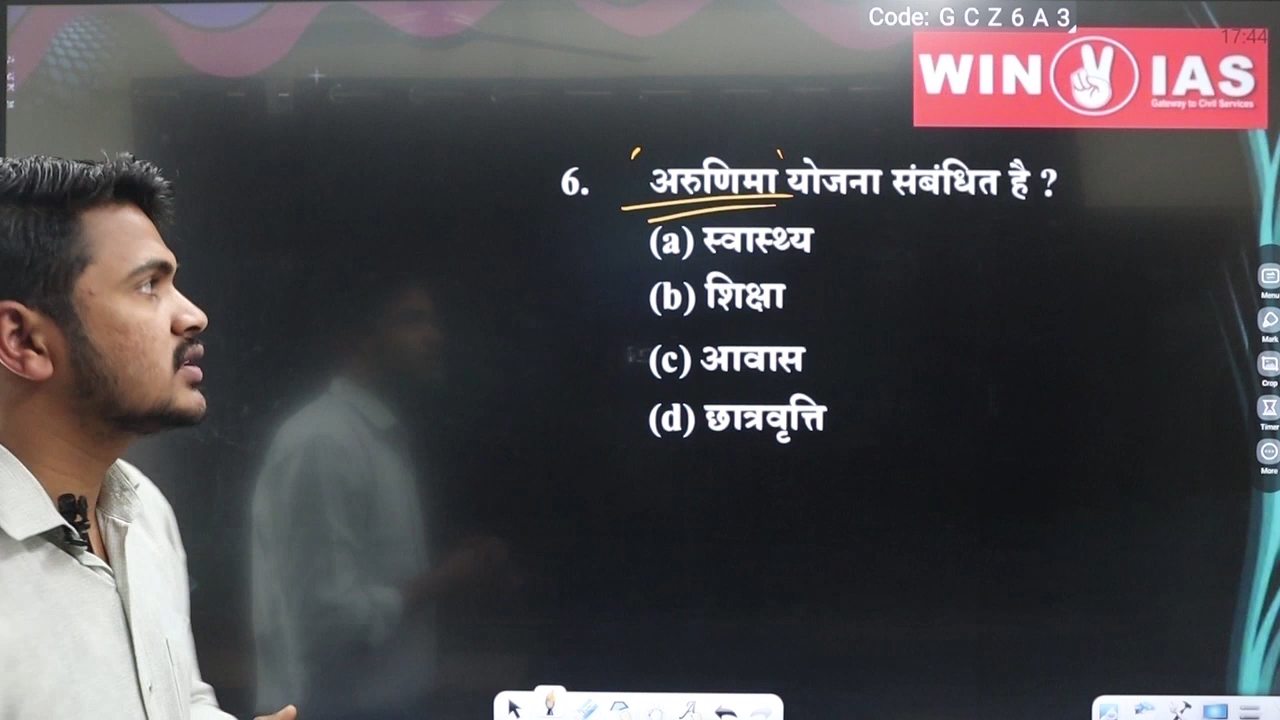 Code: G C Z 6 A 3
17:44
WIN IAS
Gateway to Civil Services
6. अरुणिमा योजना संबंधित है ?
(a) स्वास्थ्य
(b) शिक्षा
(c) आवास
(d) छात्रवृत्ति
Menu
Mark
Crop
Timer
More